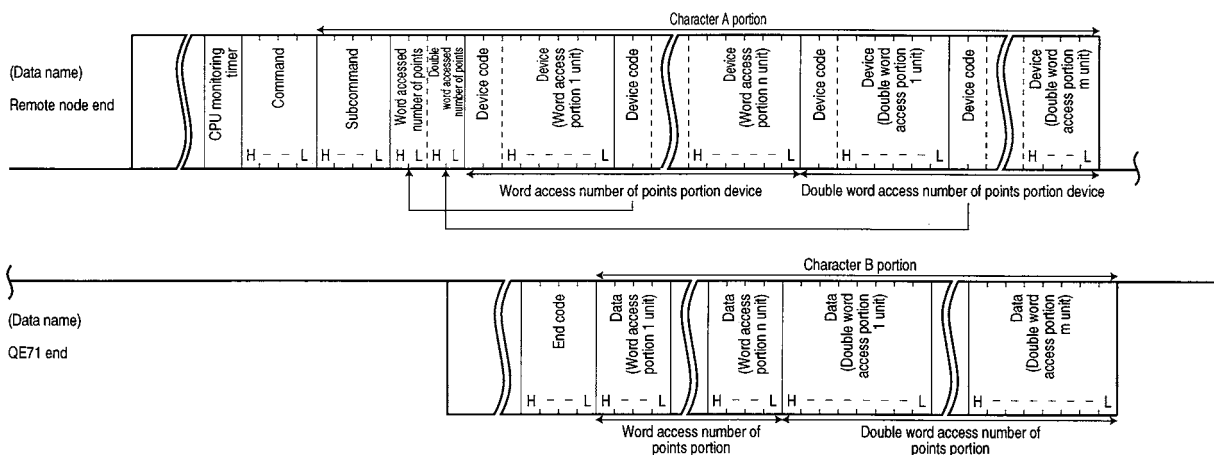 Character A portion
(Data name)
Remote node end
CPU monitoring
timer
Command
H - - - L
Subcommand
H - - - L
Word accessed
number of points
H L
Double
word accessed
number of points
H L
Device code
Device
(Word access
portion 1 unit)
H - - - - - L
Device code
Device
(Word access
portion n unit)
H - - - - - L
Device code
Device
(Double word
access portion
1 unit)
H - - - - - L
Device code
Device
(Double word
access portion
m unit)
H - - - L
Word access number of points portion device
Double word access number of points portion device
Character B portion
(Data name)
QE71 end
End code
H - - L
Data
(Word access
portion 1 unit)
H - - L
Data
(Word access
portion n unit)
H - - L
Data
(Double word
access portion
1 unit)
H - - - - - - L
Data
(Double word
access portion
m unit)
H - - - - - - L
Word access number of
points portion
Double word access number of
points portion